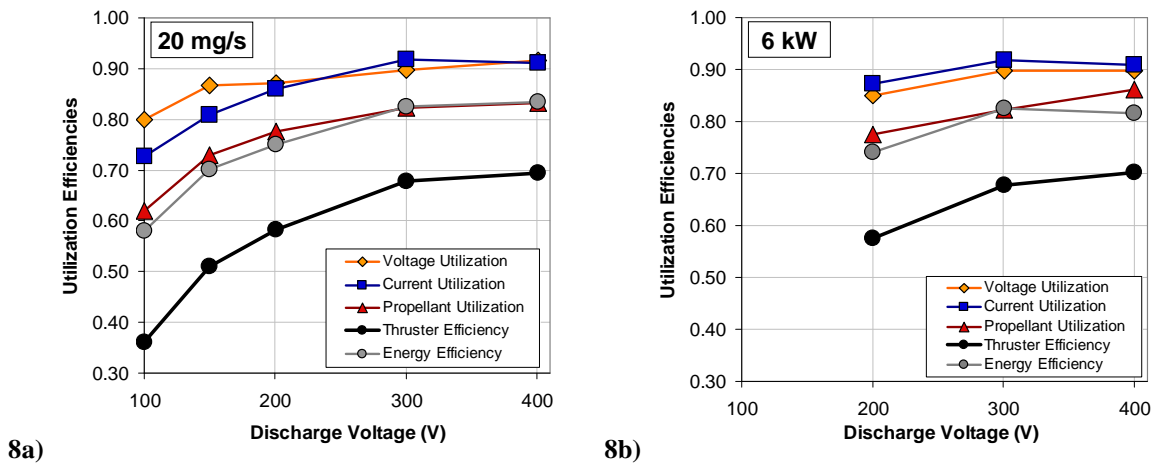 20 mg/s
1.00
0.90
0.80
0.70
0.60
0.50
0.40
0.30
Utilization Efficiencies
Voltage Utilization
Current Utilization
Propellant Utilization
Thruster Efficiency
Energy Efficiency
100 200 300 400
Discharge Voltage (V)
8a)
6 kW
1.00
0.90
0.80
0.70
0.60
0.50
0.40
0.30
Utilization Efficiencies
Voltage Utilization
Current Utilization
Propellant Utilization
Thruster Efficiency
Energy Efficiency
100 200 300 400
Discharge Voltage (V)
8b)